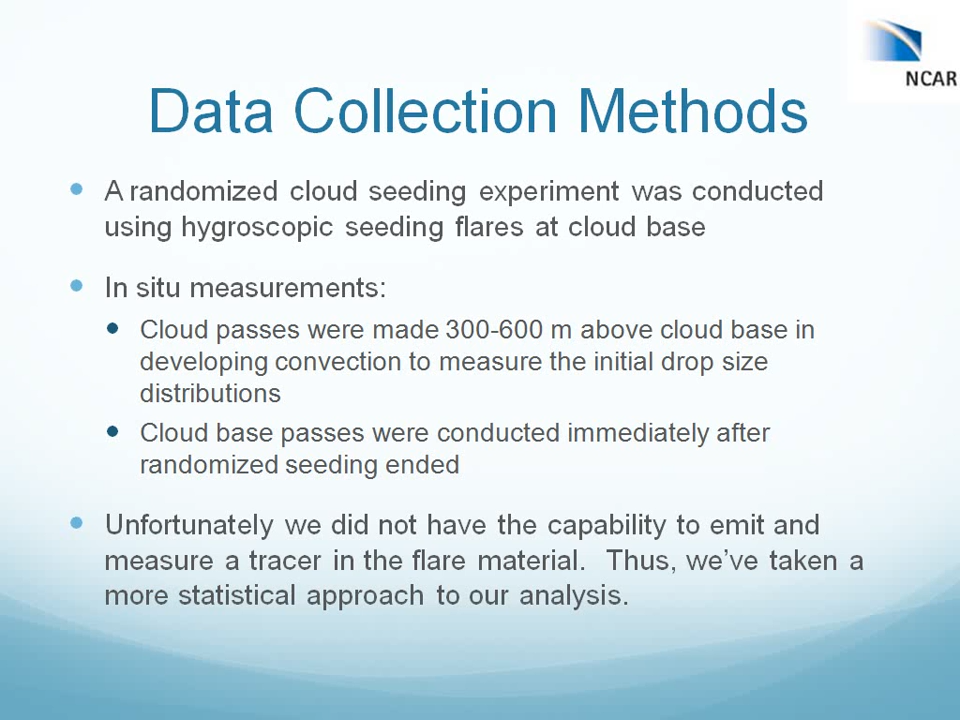 NCAR
Data Collection Methods
A randomized cloud seeding experiment was conducted
using hygroscopic seeding flares at cloud base
In situ measurements:
Cloud passes were made 300-600 m above cloud base in
developing convection to measure the initial drop size
distributions
Cloud base passes were conducted immediately after
randomized seeding ended
Unfortunately we did not have the capability to emit and
measure a tracer in the flare material.  Thus, we’ve taken a
more statistical approach to our analysis.